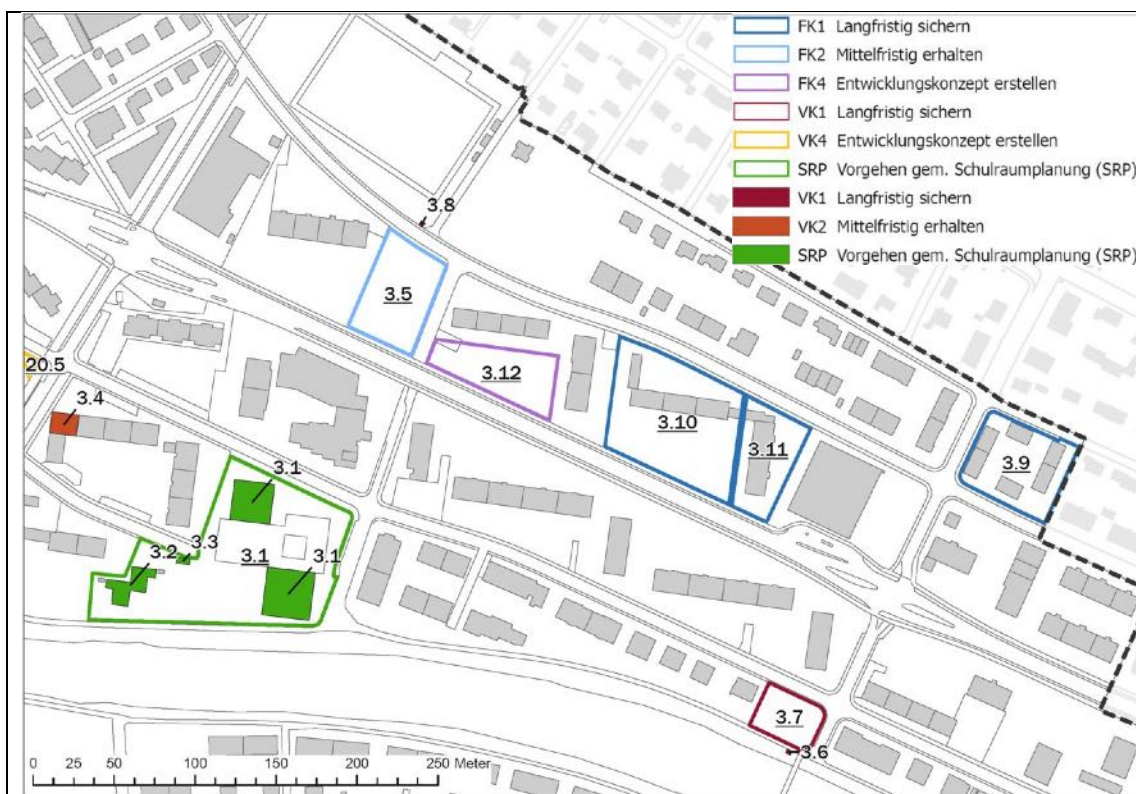 FK1 Langfristig sichern
FK2 Mittelfristig erhalten
FK4 Entwicklungskonzept erstellen
VK1 Langfristig sichern
VK4 Entwicklungskonzept erstellen
SRP Vorgehen gem. Schulraumplanung (SRP)
VK1 Langfristig sichern
VK2 Mittelfristig erhalten
SRP Vorgehen gem. Schulraumplanung (SRP)
3.8
3.5
3.12
20.5
3.4
3.10
3.11
3.9
3.1
3.3
3.2
3.1
3.1
3.7
3.6
0 25 50 100 150 200 250 Meter